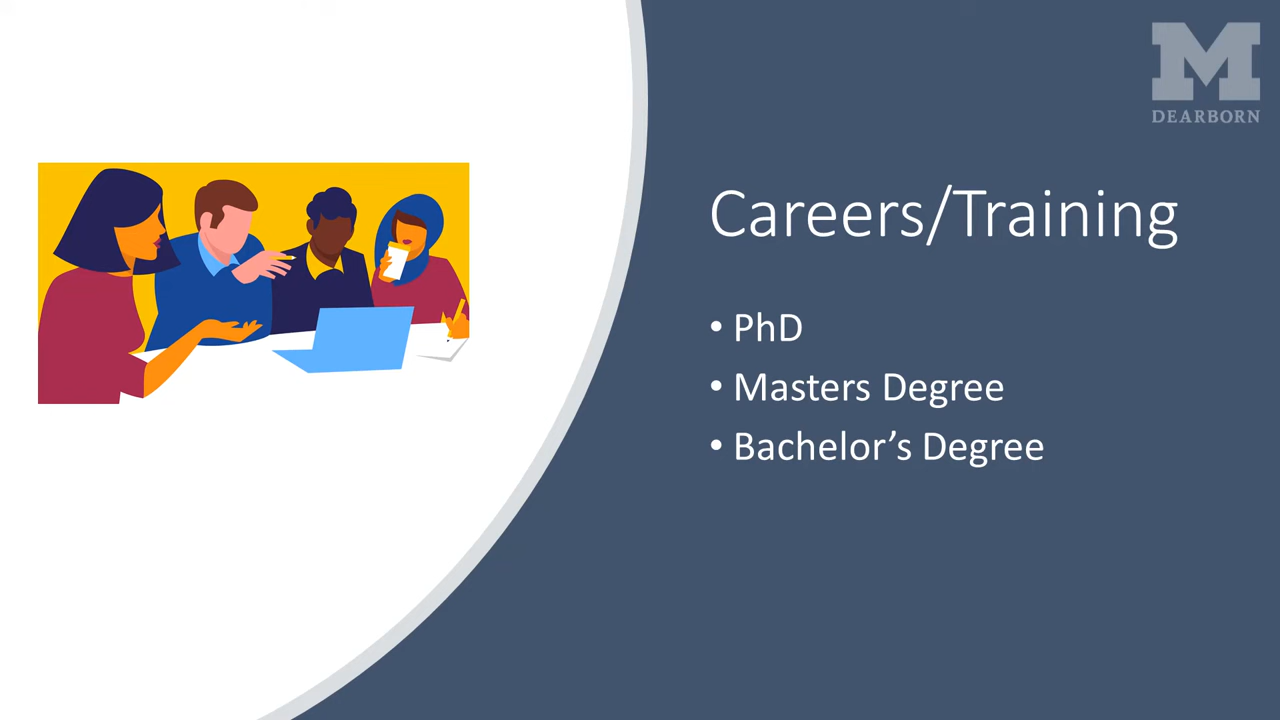 M
DEARBORN
Careers/Training
• PhD
• Masters Degree
• Bachelor’s Degree